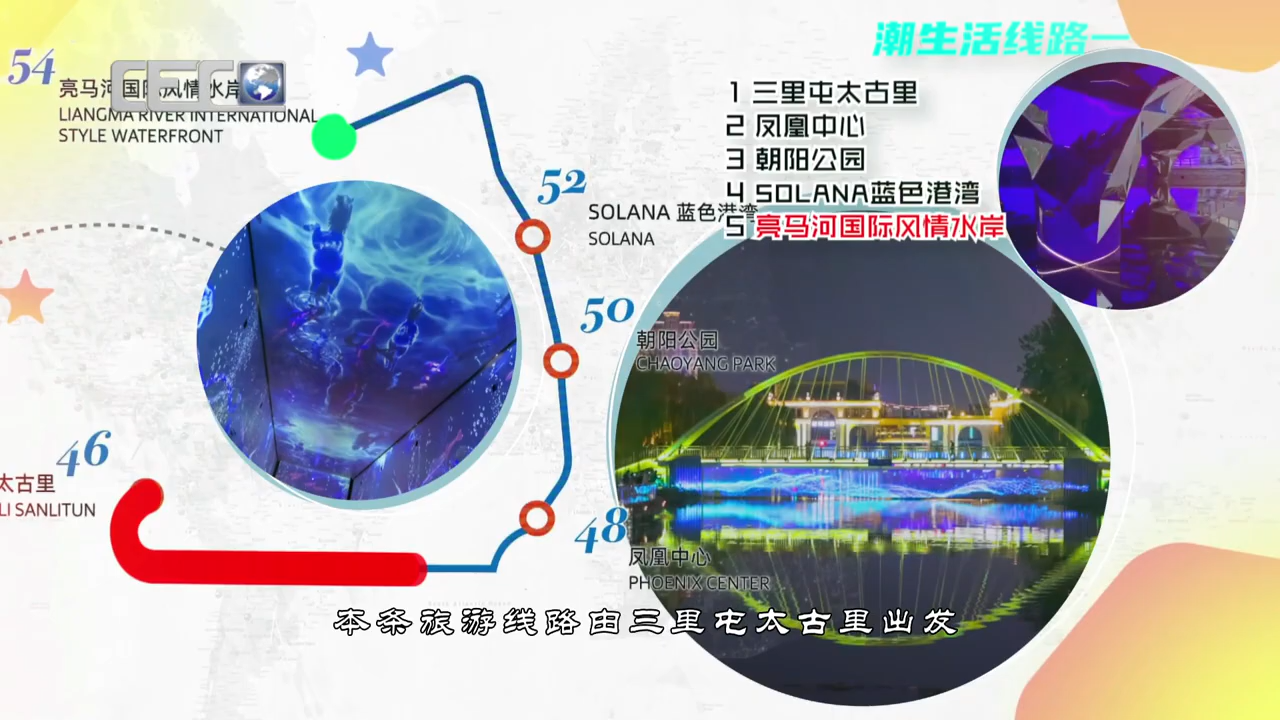 潮生活线路一
54
亮马河国际风情水岸
LIANGMA RIVER INTERNATIONAL
STYLE WATERFRONT
CEC
1 三里屯太古里
2 凤凰中心
3 朝阳公园
4 SOLANA蓝色港湾
5 亮马河国际风情水岸
52
SOLANA 蓝色港湾
SOLANA
50
朝阳公园
CHAOYANG PARK
46
太古里
LI SANLITUN
48
凤凰中心
PHOENIX CENTER
本条旅游线路由三里屯太古里出发